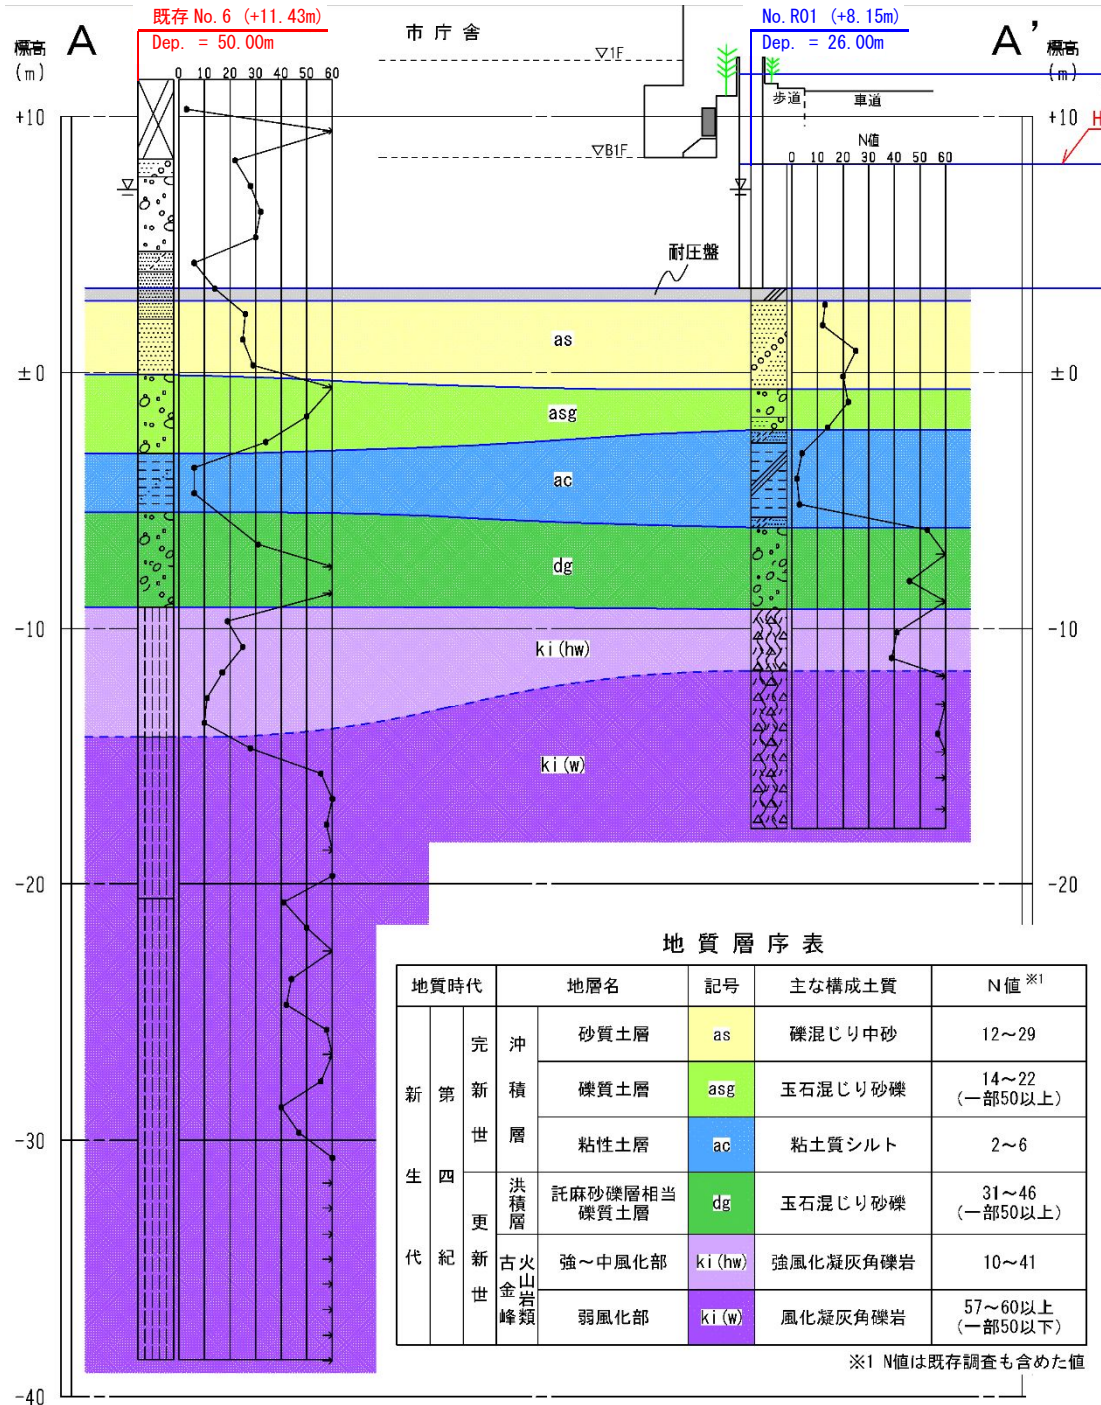 既存 No.6 (+11.43m)
Dep. = 50.00m
No.R01 (+8.15m)
Dep. = 26.00m
A
A’
標高
(m)
標高
(m)
市庁舎
▽1F
▽B1F
歩道
車道
N値
0 10 20 30 40 50 60
0 10 20 30 40 50 60
H
耐圧盤
+10
+10
±0
±0
-10
-10
-20
-20
-30
-40
as
asg
ac
dg
ki(hw)
ki(w)
地質層序表
地質時代 地層名 記号 主な構成土質 N値 ※1
新生代
第四紀
完新世
沖積層
砂質土層 as 礫混じり中砂 12~29
礫質土層 asg 玉石混じり砂礫 14~22
(一部50以上)
粘性土層 ac 粘土質シルト 2~6
更新世
洪積層
託麻砂礫層相当
礫質土層 dg 玉石混じり砂礫 31~46
(一部50以上)
古金峰
火山岩類
強~中風化部 ki(hw) 強風化凝灰角礫岩 10~41
弱風化部 ki(w) 風化凝灰角礫岩 57~60以上
(一部50以下)
※1 N値は既存調査も含めた値